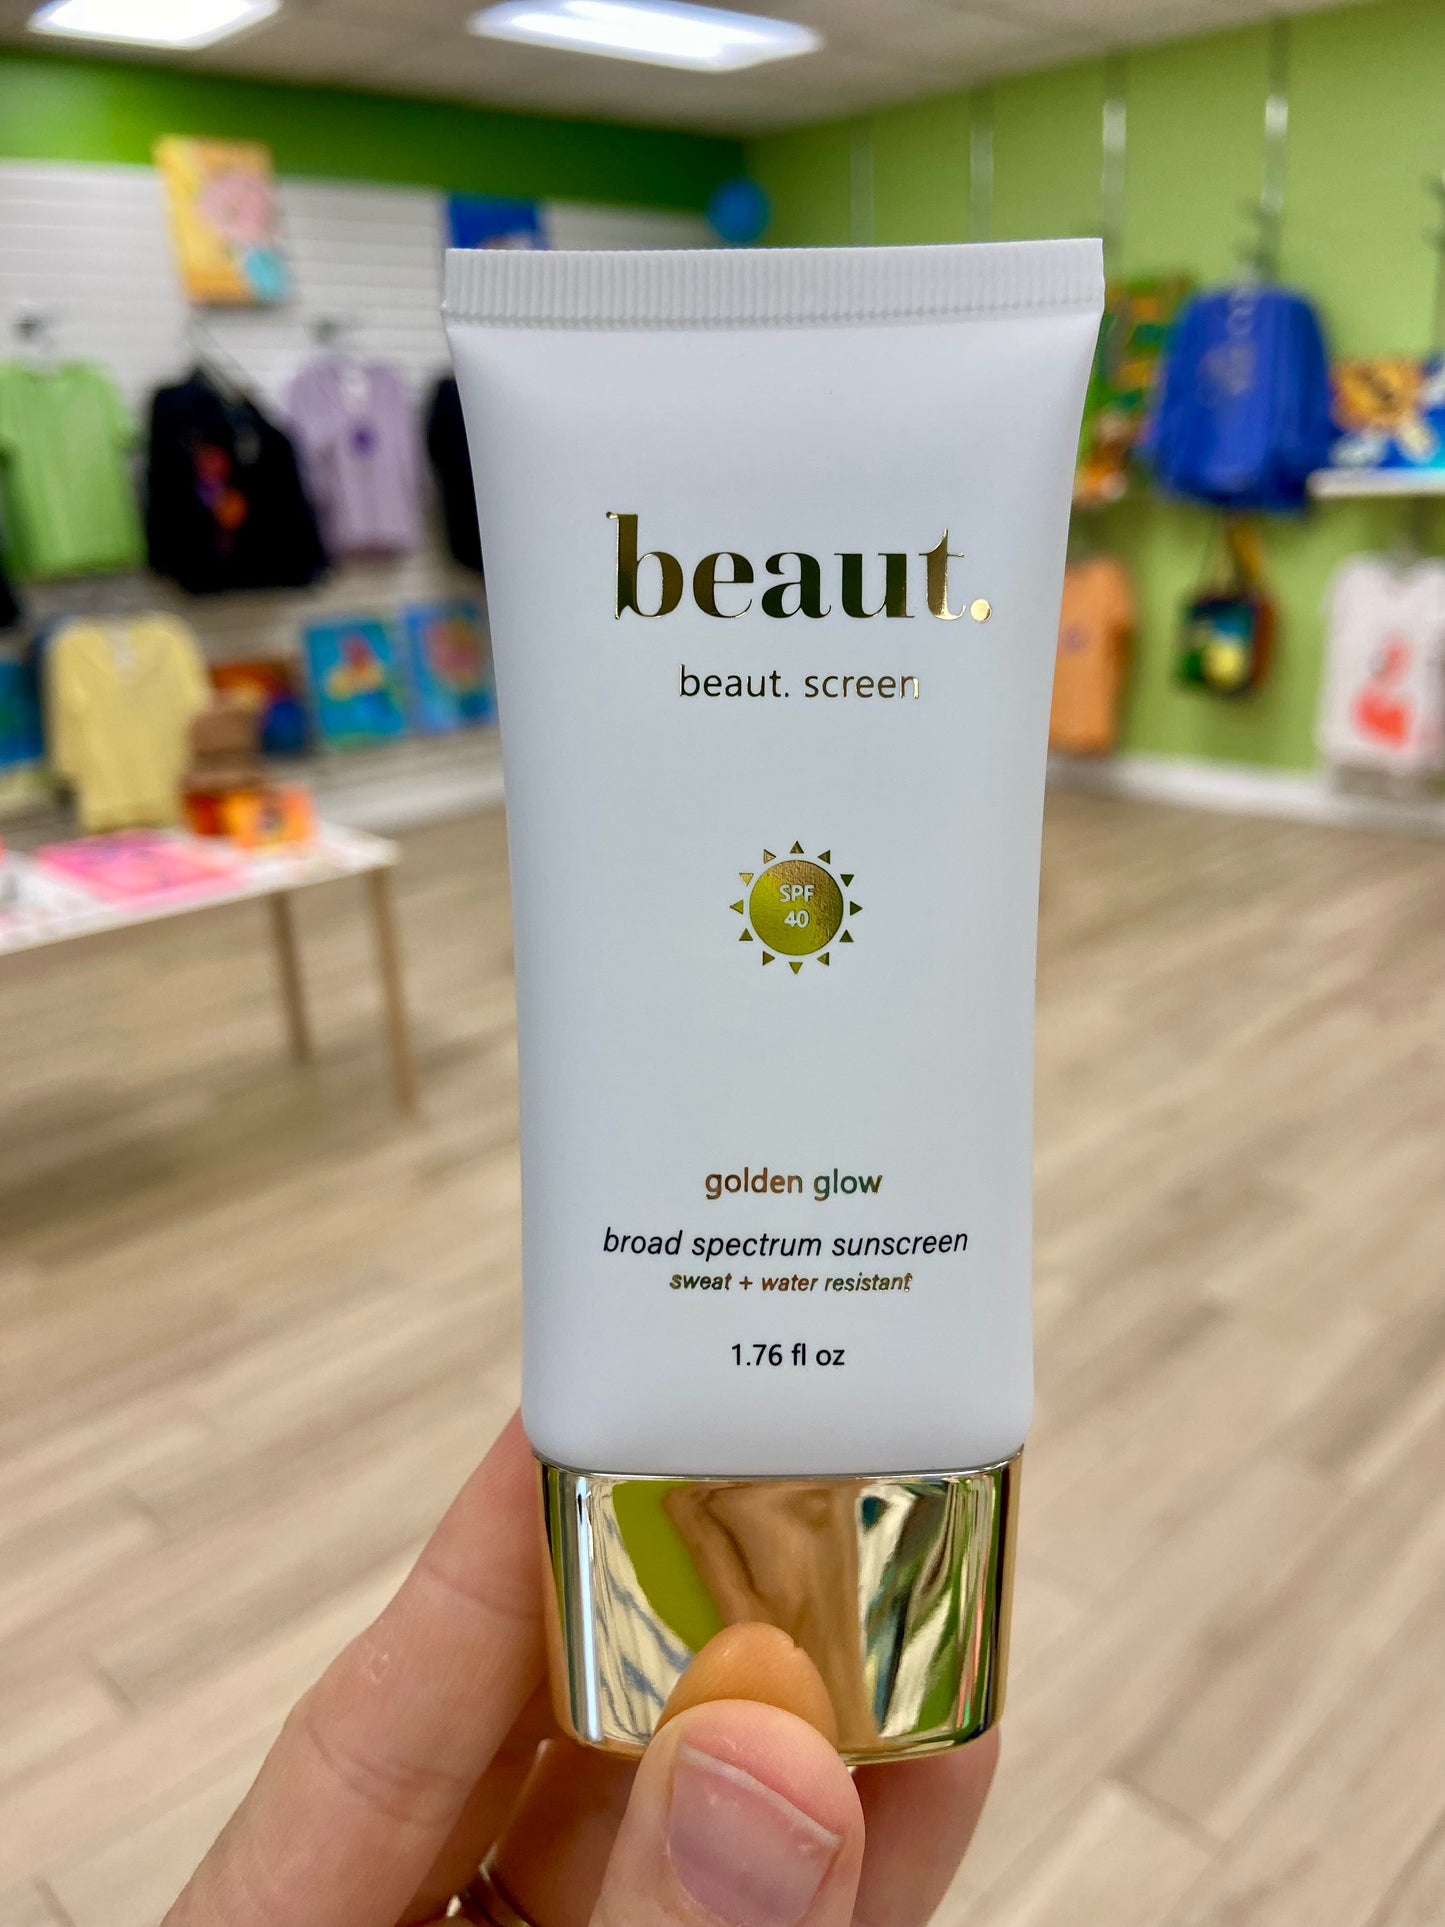 beaut.
beaut. screen
SPF
40
golden glow
broad spectrum sunscreen
sweat + water resistant
1.76 fl oz